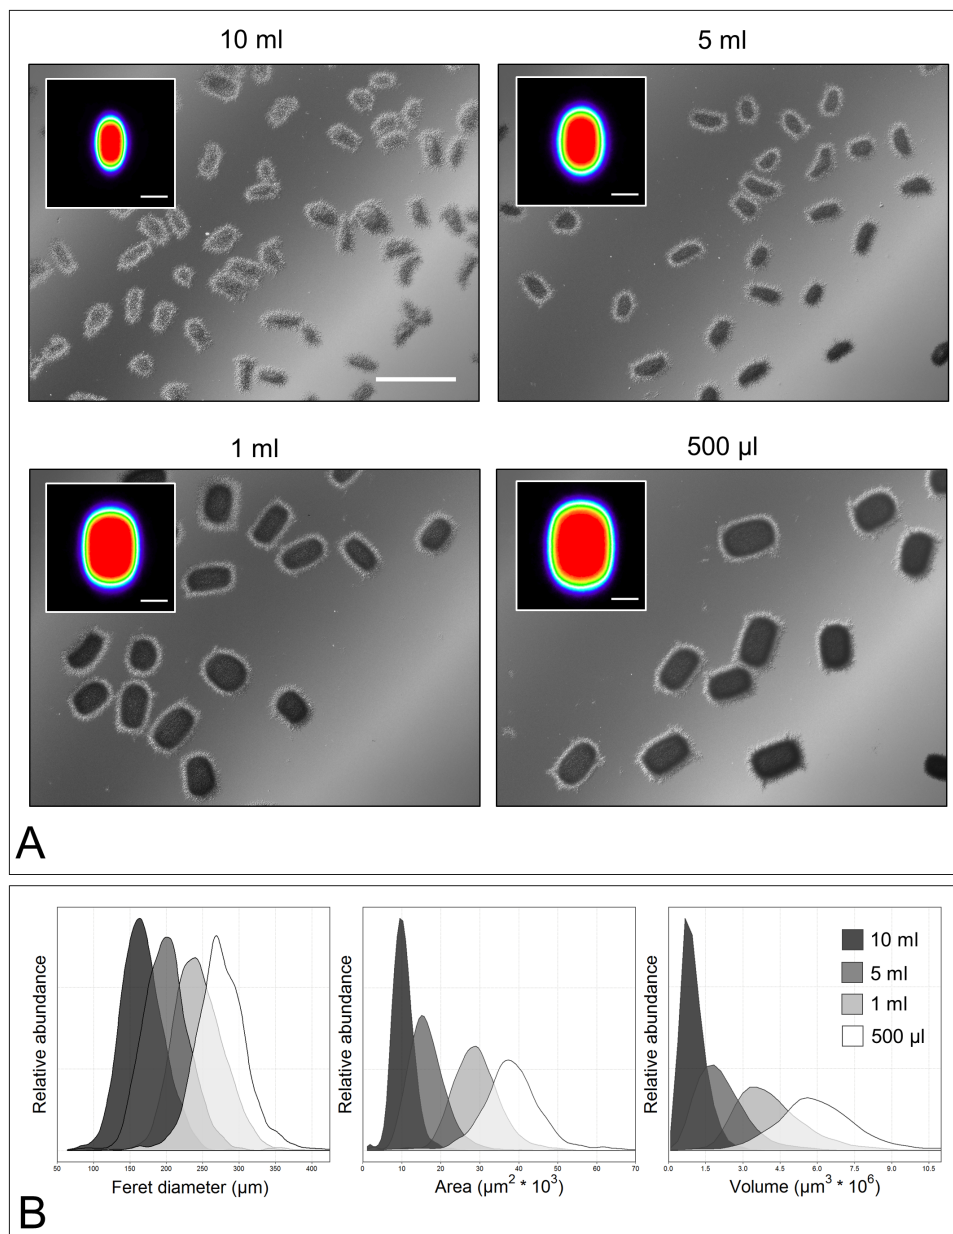 10 ml
5 ml
1 ml
500 µl
A
Relative abundance
50 100 150 200 250 300 350 400
Feret diameter (µm)
Relative abundance
0 10 20 30 40 50 60 70
Area (µm² * 10³)
Relative abundance
10 ml
5 ml
1 ml
500 µl
0.0 1.5 3.0 4.5 6.0 7.5 9.0 10.5
Volume (µm³ * 10⁶)
B